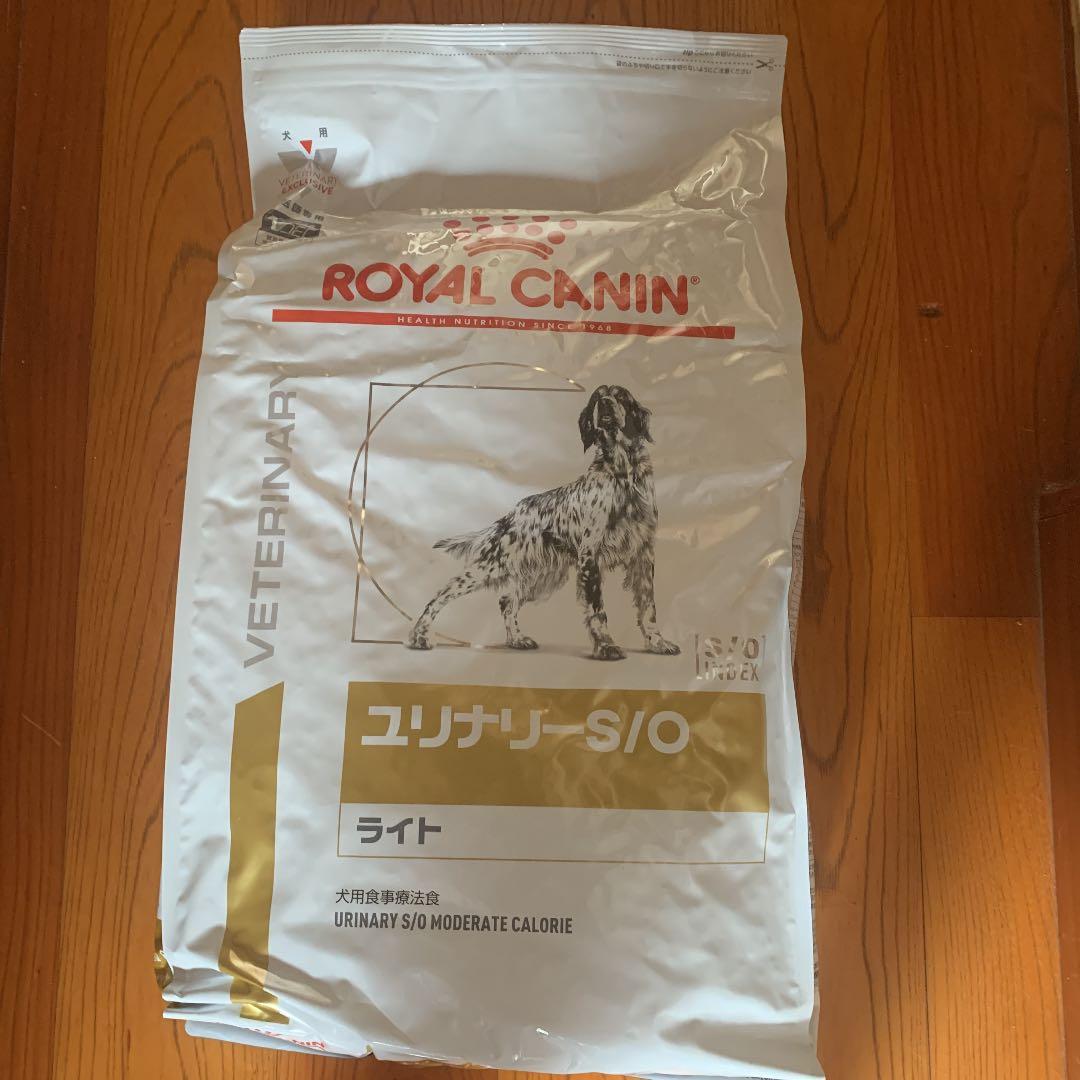 犬 用
VETERINARY
EXCLUSIVE
ROYAL CANIN®
HEALTH NUTRITION SINCE 1968
VETERINARY
S/O
INDEX
ユリナリーS/O
ライト
犬用食事療法食
URINARY S/O MODERATE CALORIE